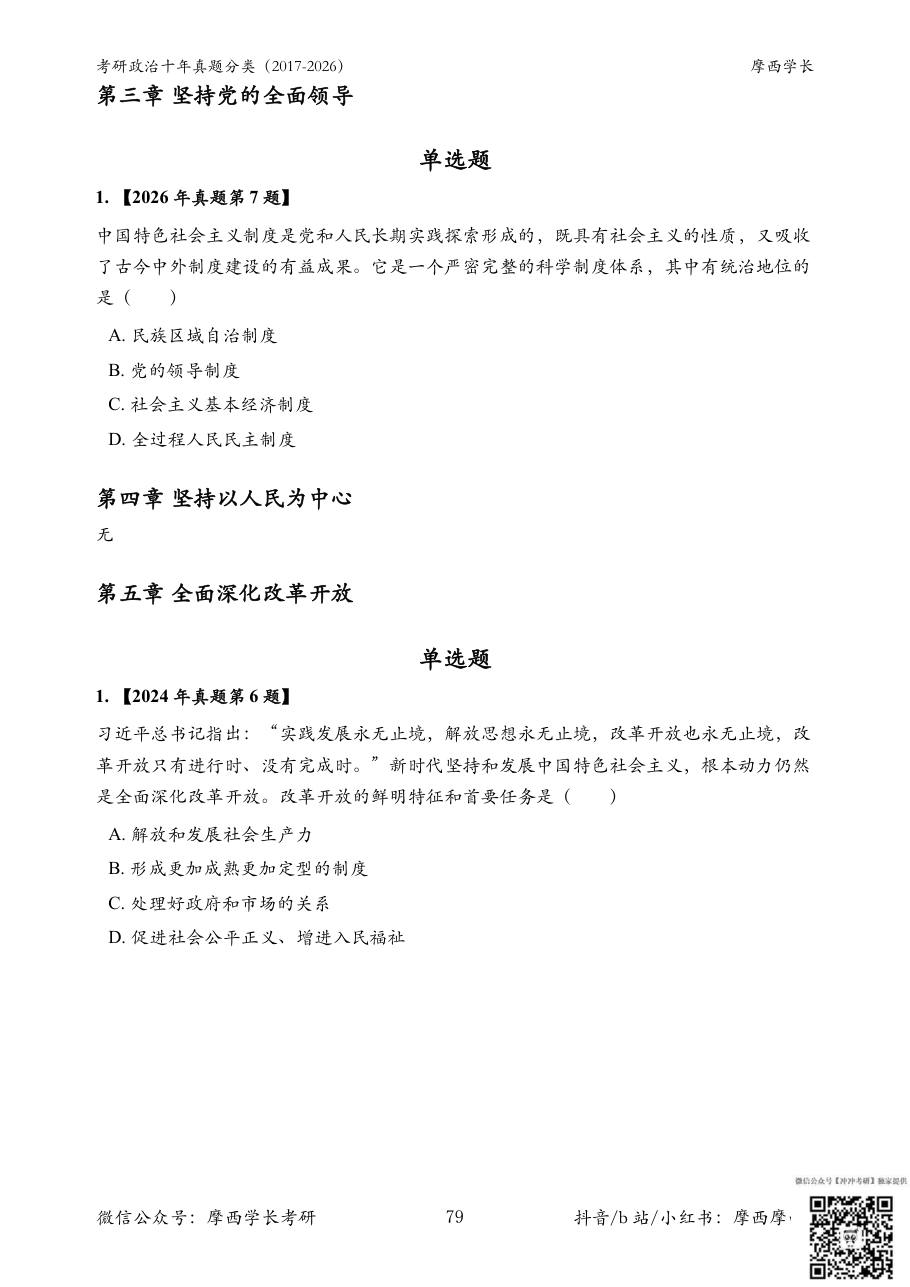 考研政治十年真题分类（2017-2026）
摩西学长
第三章 坚持党的全面领导
单选题
1. 【2026 年真题第 7 题】
中国特色社会主义制度是党和人民长期实践探索形成的，既具有社会主义的性质，又吸收
了古今中外制度建设的有益成果。它是一个严密完整的科学制度体系，其中有统治地位的
是（　　）
A. 民族区域自治制度
B. 党的领导制度
C. 社会主义基本经济制度
D. 全过程人民民主制度
第四章 坚持以人民为中心
无
第五章 全面深化改革开放
单选题
1. 【2024 年真题第 6 题】
习近平总书记指出：“实践发展永无止境，解放思想永无止境，改革开放也永无止境，改
革开放只有进行时、没有完成时。”新时代坚持和发展中国特色社会主义，根本动力仍然
是全面深化改革开放。改革开放的鲜明特征和首要任务是（　　）
A. 解放和发展社会生产力
B. 形成更加成熟更加定型的制度
C. 处理好政府和市场的关系
D. 促进社会公平正义、增进入民福祉
微信公众号【冲冲考研】独家提供
微信公众号：摩西学长考研
79
抖音/b 站/小红书：摩西摩